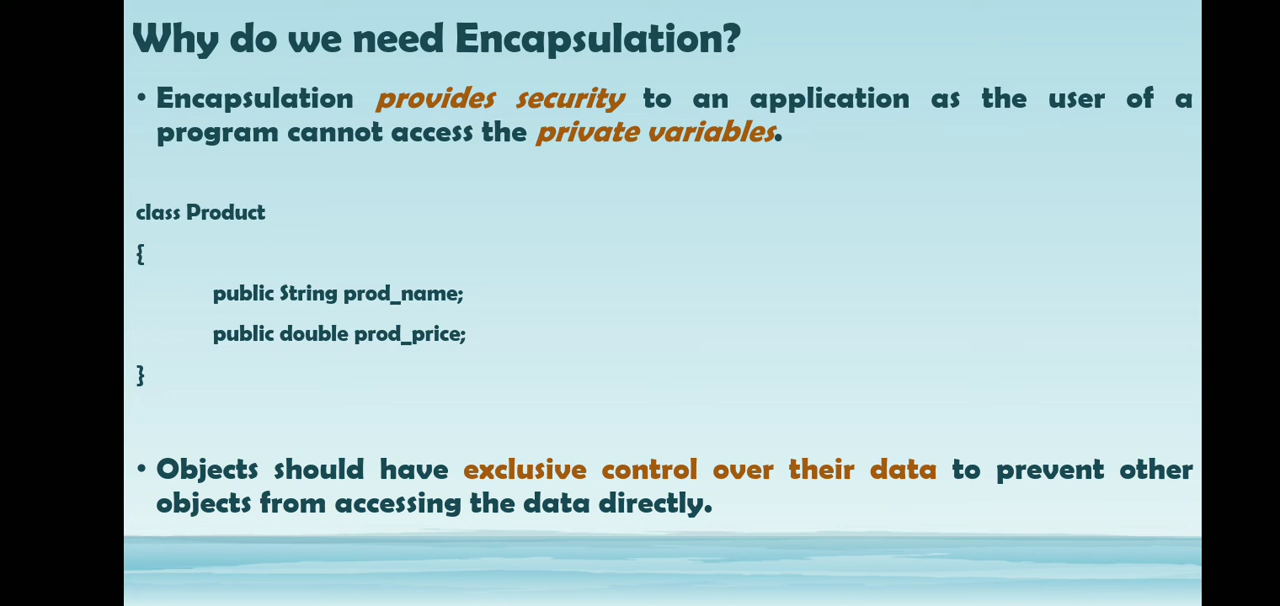 Why do we need Encapsulation?
• Encapsulation provides security to an application as the user of a
program cannot access the private variables.
class Product
{
public String prod_name;
public double prod_price;
}
• Objects should have exclusive control over their data to prevent other
objects from accessing the data directly.